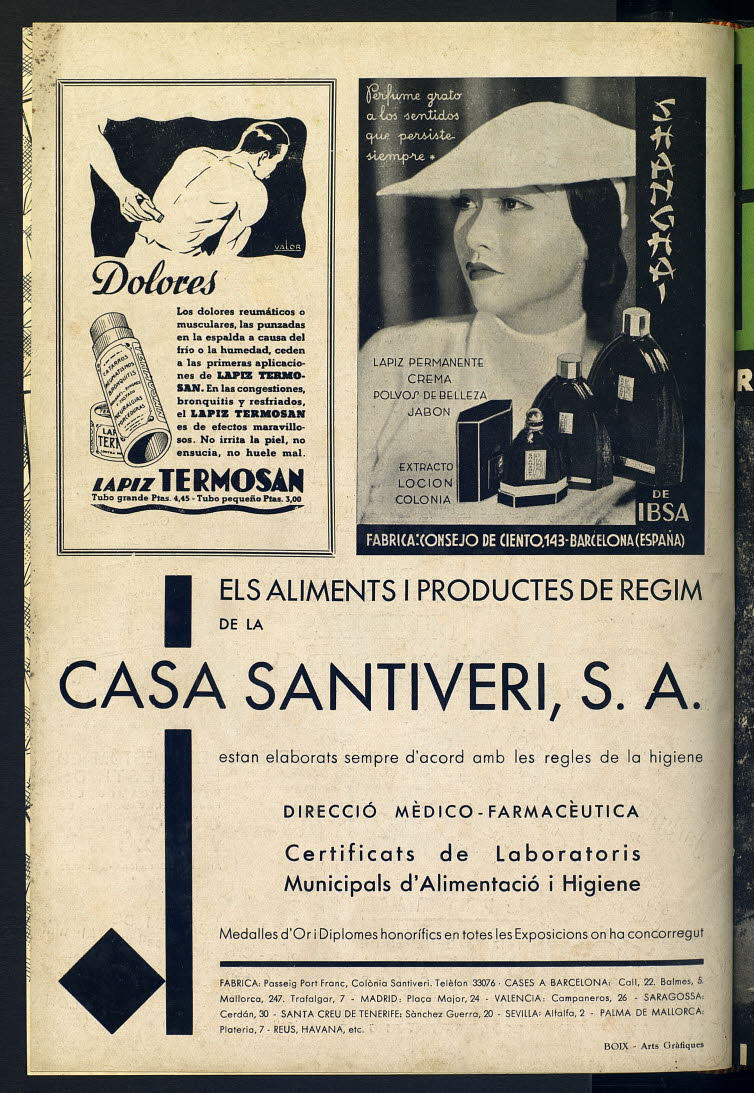 VALOR
Dolores
Los dolores reumáticos o
musculares, las punzadas
en la espalda a causa del
frío o la humedad, ceden
a las primeras aplicacio-
nes de LAPIZ TERMO-
SAN. En las congestiones,
bronquitis y resfriados,
el LAPIZ TERMOSAN
es de efectos maravillo-
sos. No irrita la piel, no
ensucia, no huele mal.
CATARROS
REUMATISMOS
BRONQUITIS
NEURALGIAS
LAPIZ TERMOSAN
Tubo grande Ptas. 4,45 - Tubo pequeño Ptas. 3,00
Perfume grato
a los sentidos
que persiste
siempre
SHANGHAI
LAPIZ PERMANENTE
CREMA
POLVOS DE BELLEZA
JABON
EXTRACTO
LOCION
COLONIA
DE
IBSA
FABRICA: CONSEJO DE CIENTO, 143-BARCELONA (ESPAÑA)
ELS ALIMENTS I PRODUCTES DE REGIM
DE LA
CASA SANTIVERI, S. A.
estan elaborats sempre d'acord amb les regles de la higiene
DIRECCIÓ MÈDICO-FARMACÈUTICA
Certificats de Laboratoris
Municipals d'Alimentació i Higiene
Medalles d'Or i Diplomes honorífics en totes les Exposicions on ha concorregut
FABRICA: Passeig Port Franc, Colònia Santiveri. Telèfon 33076 · CASES A BARCELONA: Call, 22. Balmes, 5.
Mallorca, 247. Trafalgar, 7 - MADRID: Plaça Major, 24 - VALENCIA: Campaneros, 26 - SARAGOSSA:
Cerdán, 30 - SANTA CREU DE TENERIFE: Sànchez Guerra, 20 - SEVILLA: Alfalfa, 2 - PALMA DE MALLORCA:
Plateria, 7 - REUS, HAVANA, etc.
BOIX - Arts Gràfiques
R